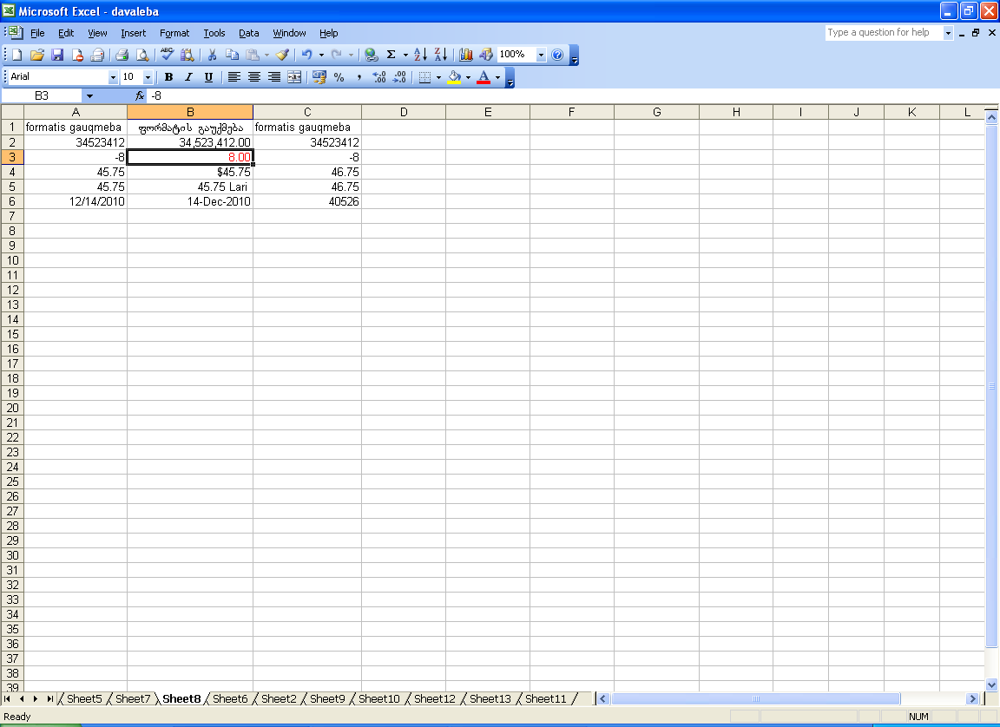 Microsoft Excel - davaleba
File Edit View Insert Format Tools Data Window Help Type a question for help
100%
Arial 10 B I U
B3 fx -8
A B C D E F G H I J K L
1 formatis gauqmeba ფორმატის გაუქმება formatis gauqmeba
2 34523412 34,523,412.00 34523412
3 -8 8.00 -8
4 45.75 $45.75 46.75
5 45.75 45.75 Lari 46.75
6 12/14/2010 14-Dec-2010 40526
7
8
9
10
11
12
13
14
15
16
17
18
19
20
21
22
23
24
25
26
27
28
29
30
31
32
33
34
35
36
37
38
39
Sheet5 Sheet7 Sheet8 Sheet6 Sheet2 Sheet9 Sheet10 Sheet12 Sheet13 Sheet11
Ready NUM